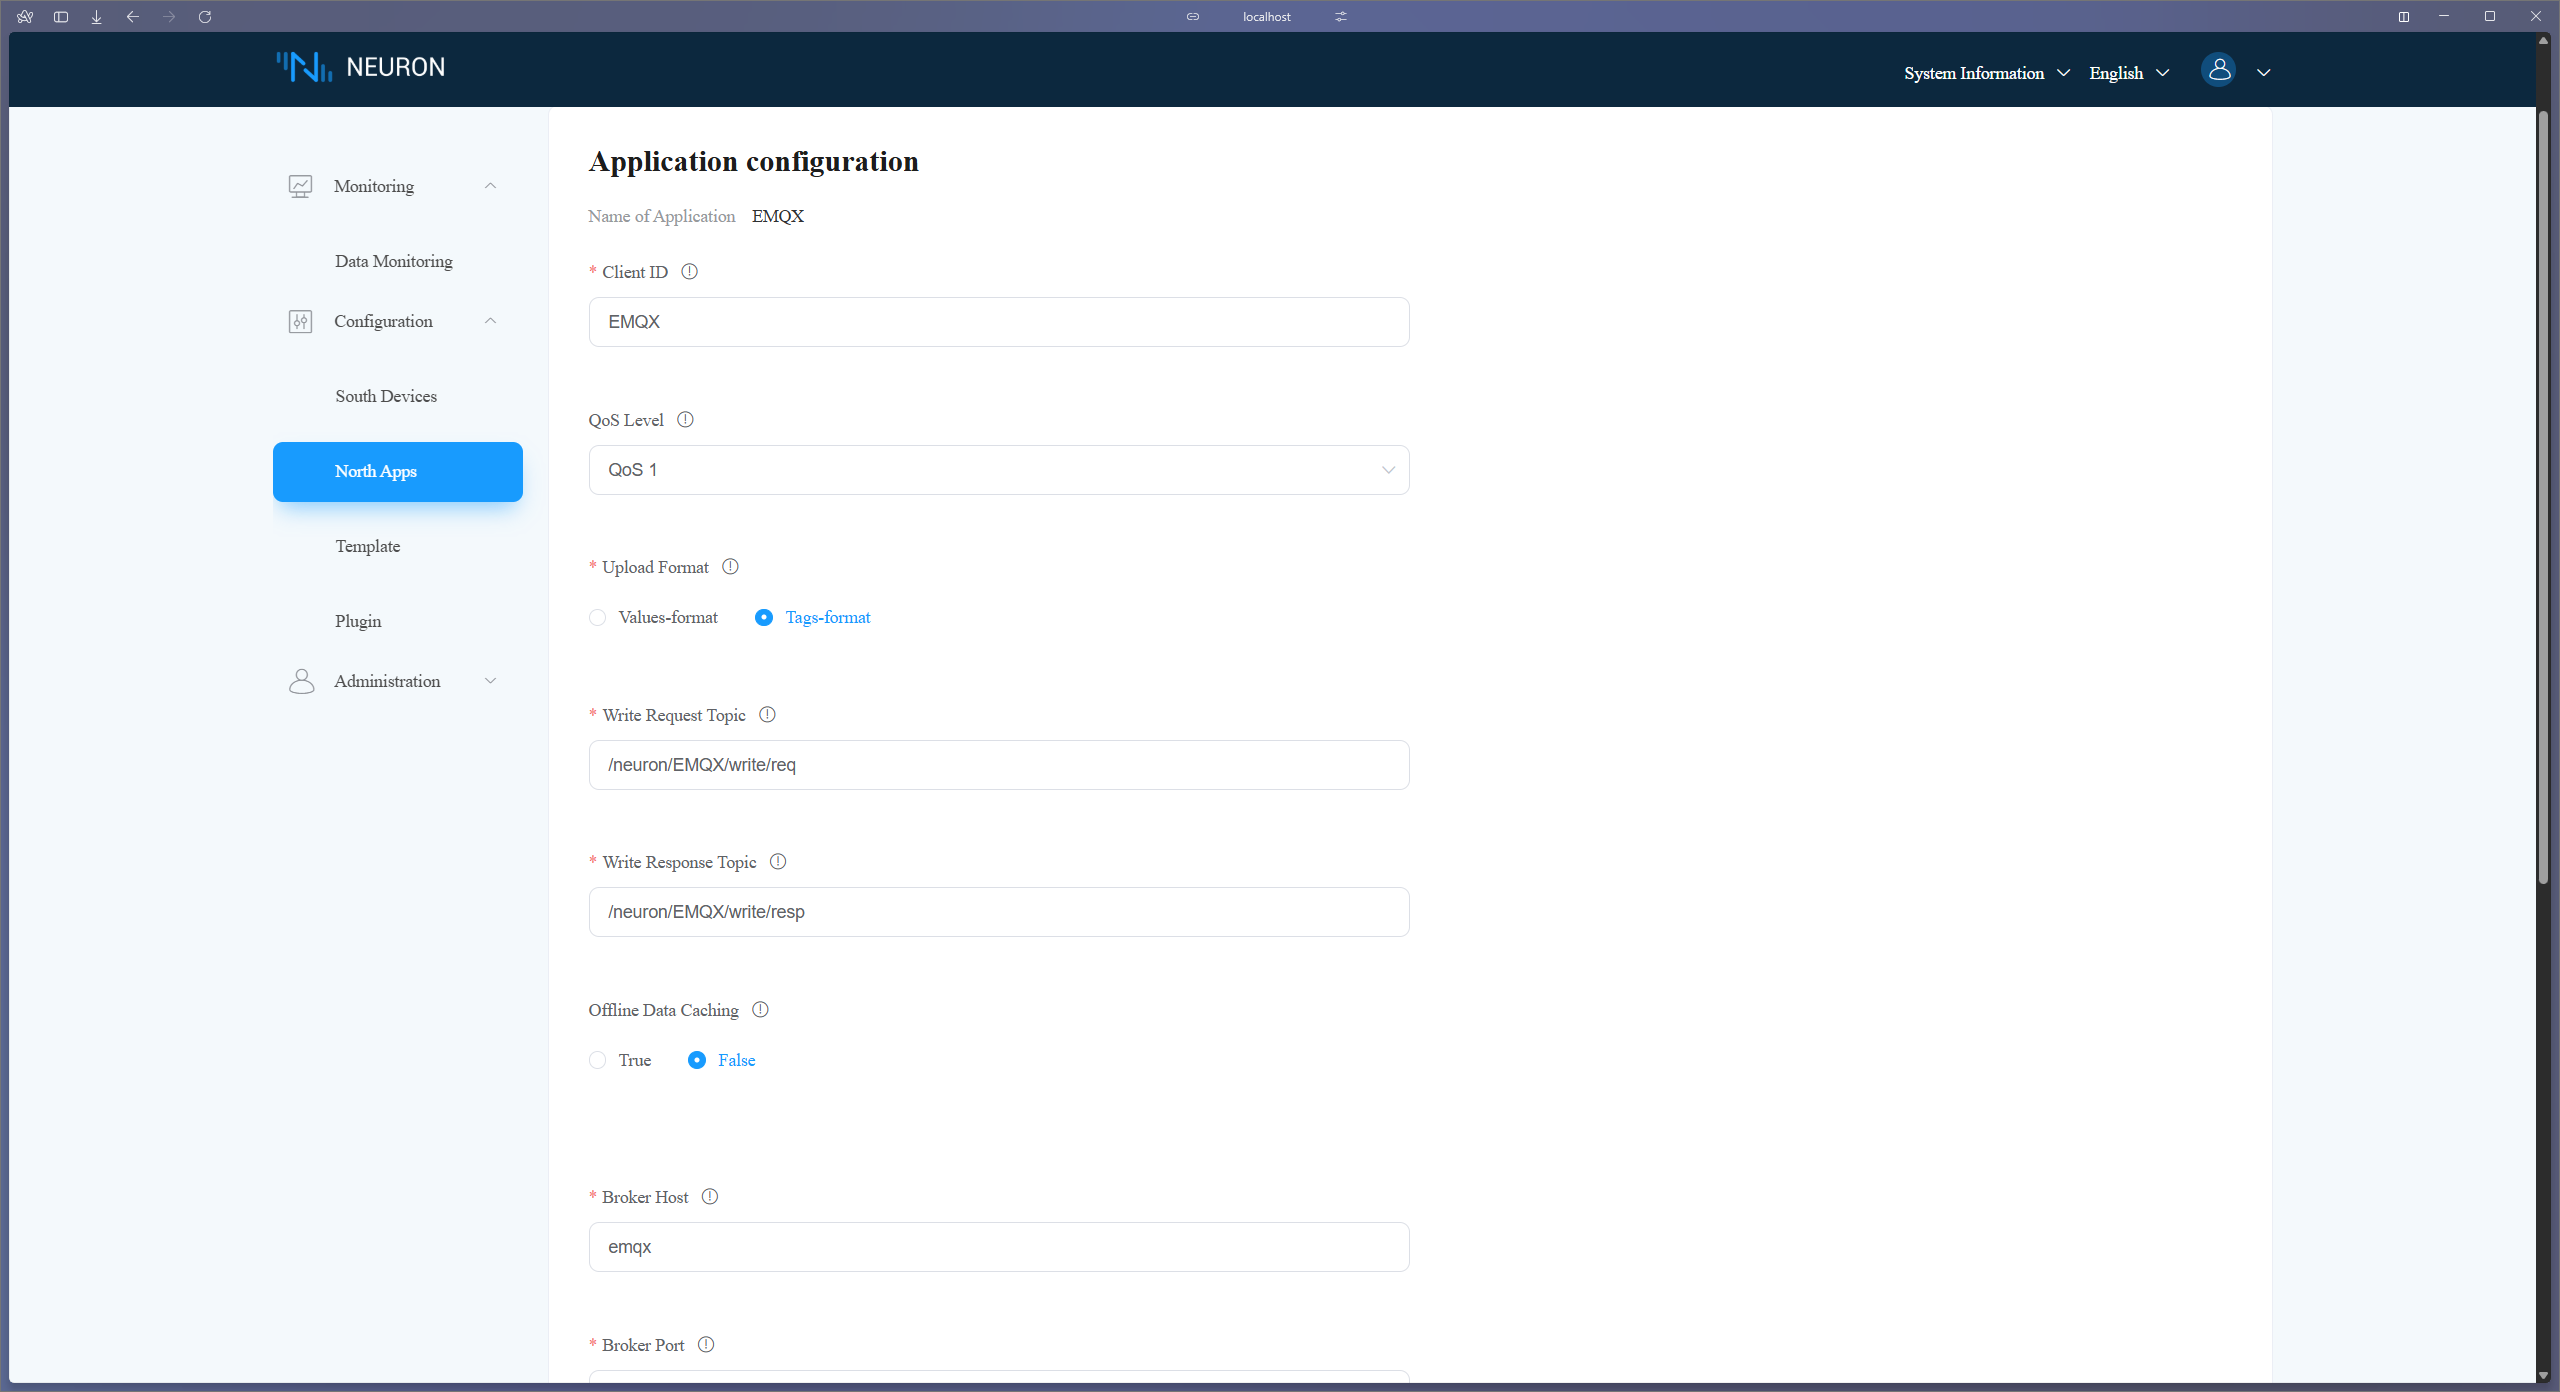 localhost
NEURON
System Information
English
Monitoring
Data Monitoring
Configuration
South Devices
North Apps
Template
Plugin
Administration
Application configuration
Name of Application EMQX
* Client ID
EMQX
QoS Level
QoS 1
* Upload Format
Values-format Tags-format
* Write Request Topic
/neuron/EMQX/write/req
* Write Response Topic
/neuron/EMQX/write/resp
Offline Data Caching
True False
* Broker Host
emqx
* Broker Port